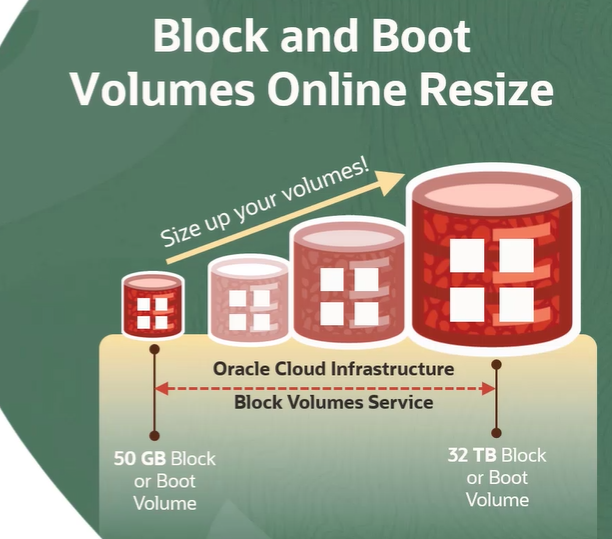 Block and Boot
Volumes Online Resize
Size up your volumes!
Oracle Cloud Infrastructure
Block Volumes Service
50 GB Block
or Boot
Volume
32 TB Block
or Boot
Volume